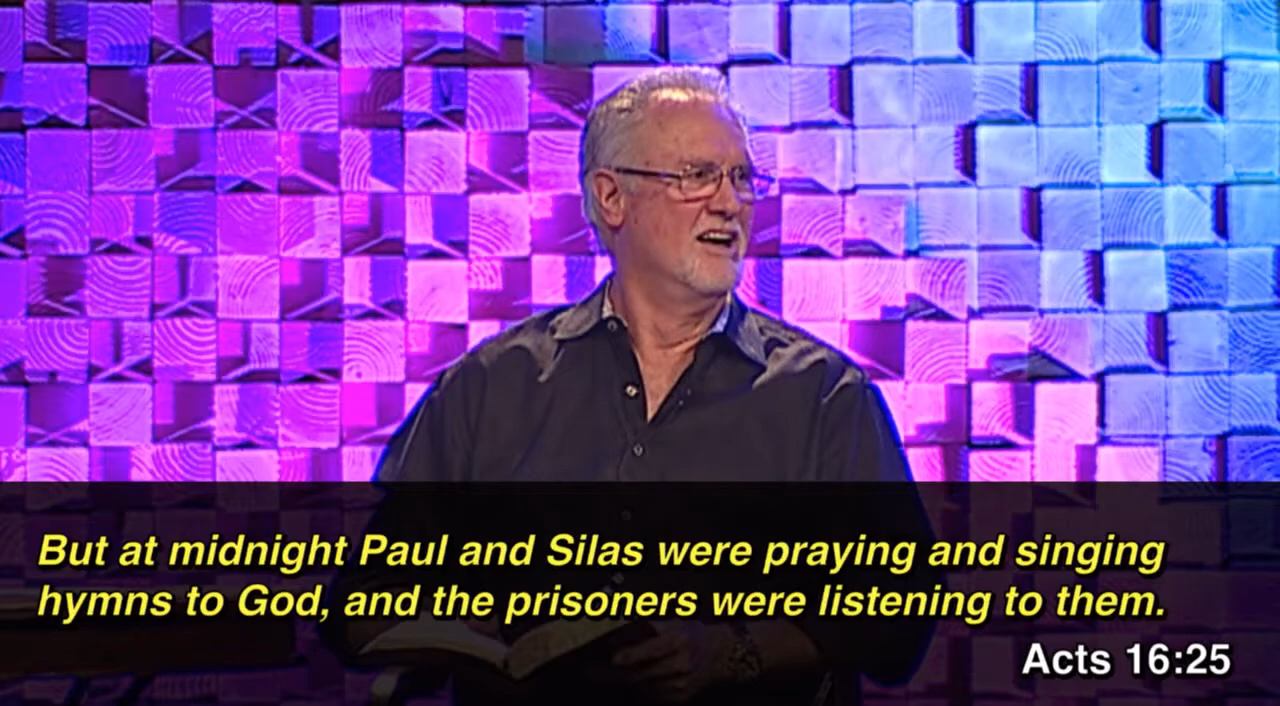 But at midnight Paul and Silas were praying and singing
hymns to God, and the prisoners were listening to them.
Acts 16:25